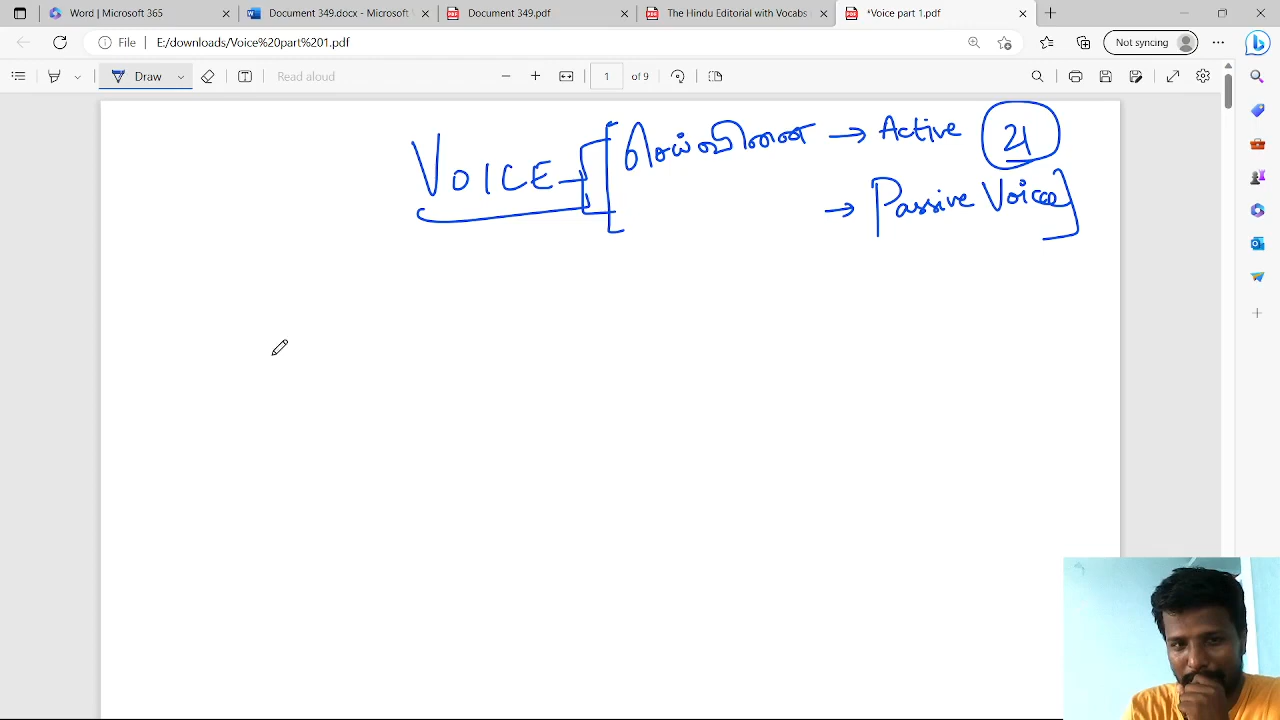 Word | Microsoft 365
Document 349.docx - Microsoft
Document 349.pdf
The Hindu Editorial with Vocabs
*Voice part 1.pdf
File E:/downloads/Voice%20part%201.pdf
Not syncing
Draw
Read aloud
1 of 9
VOICE செய்வினை → Active 21
→ Passive Voice